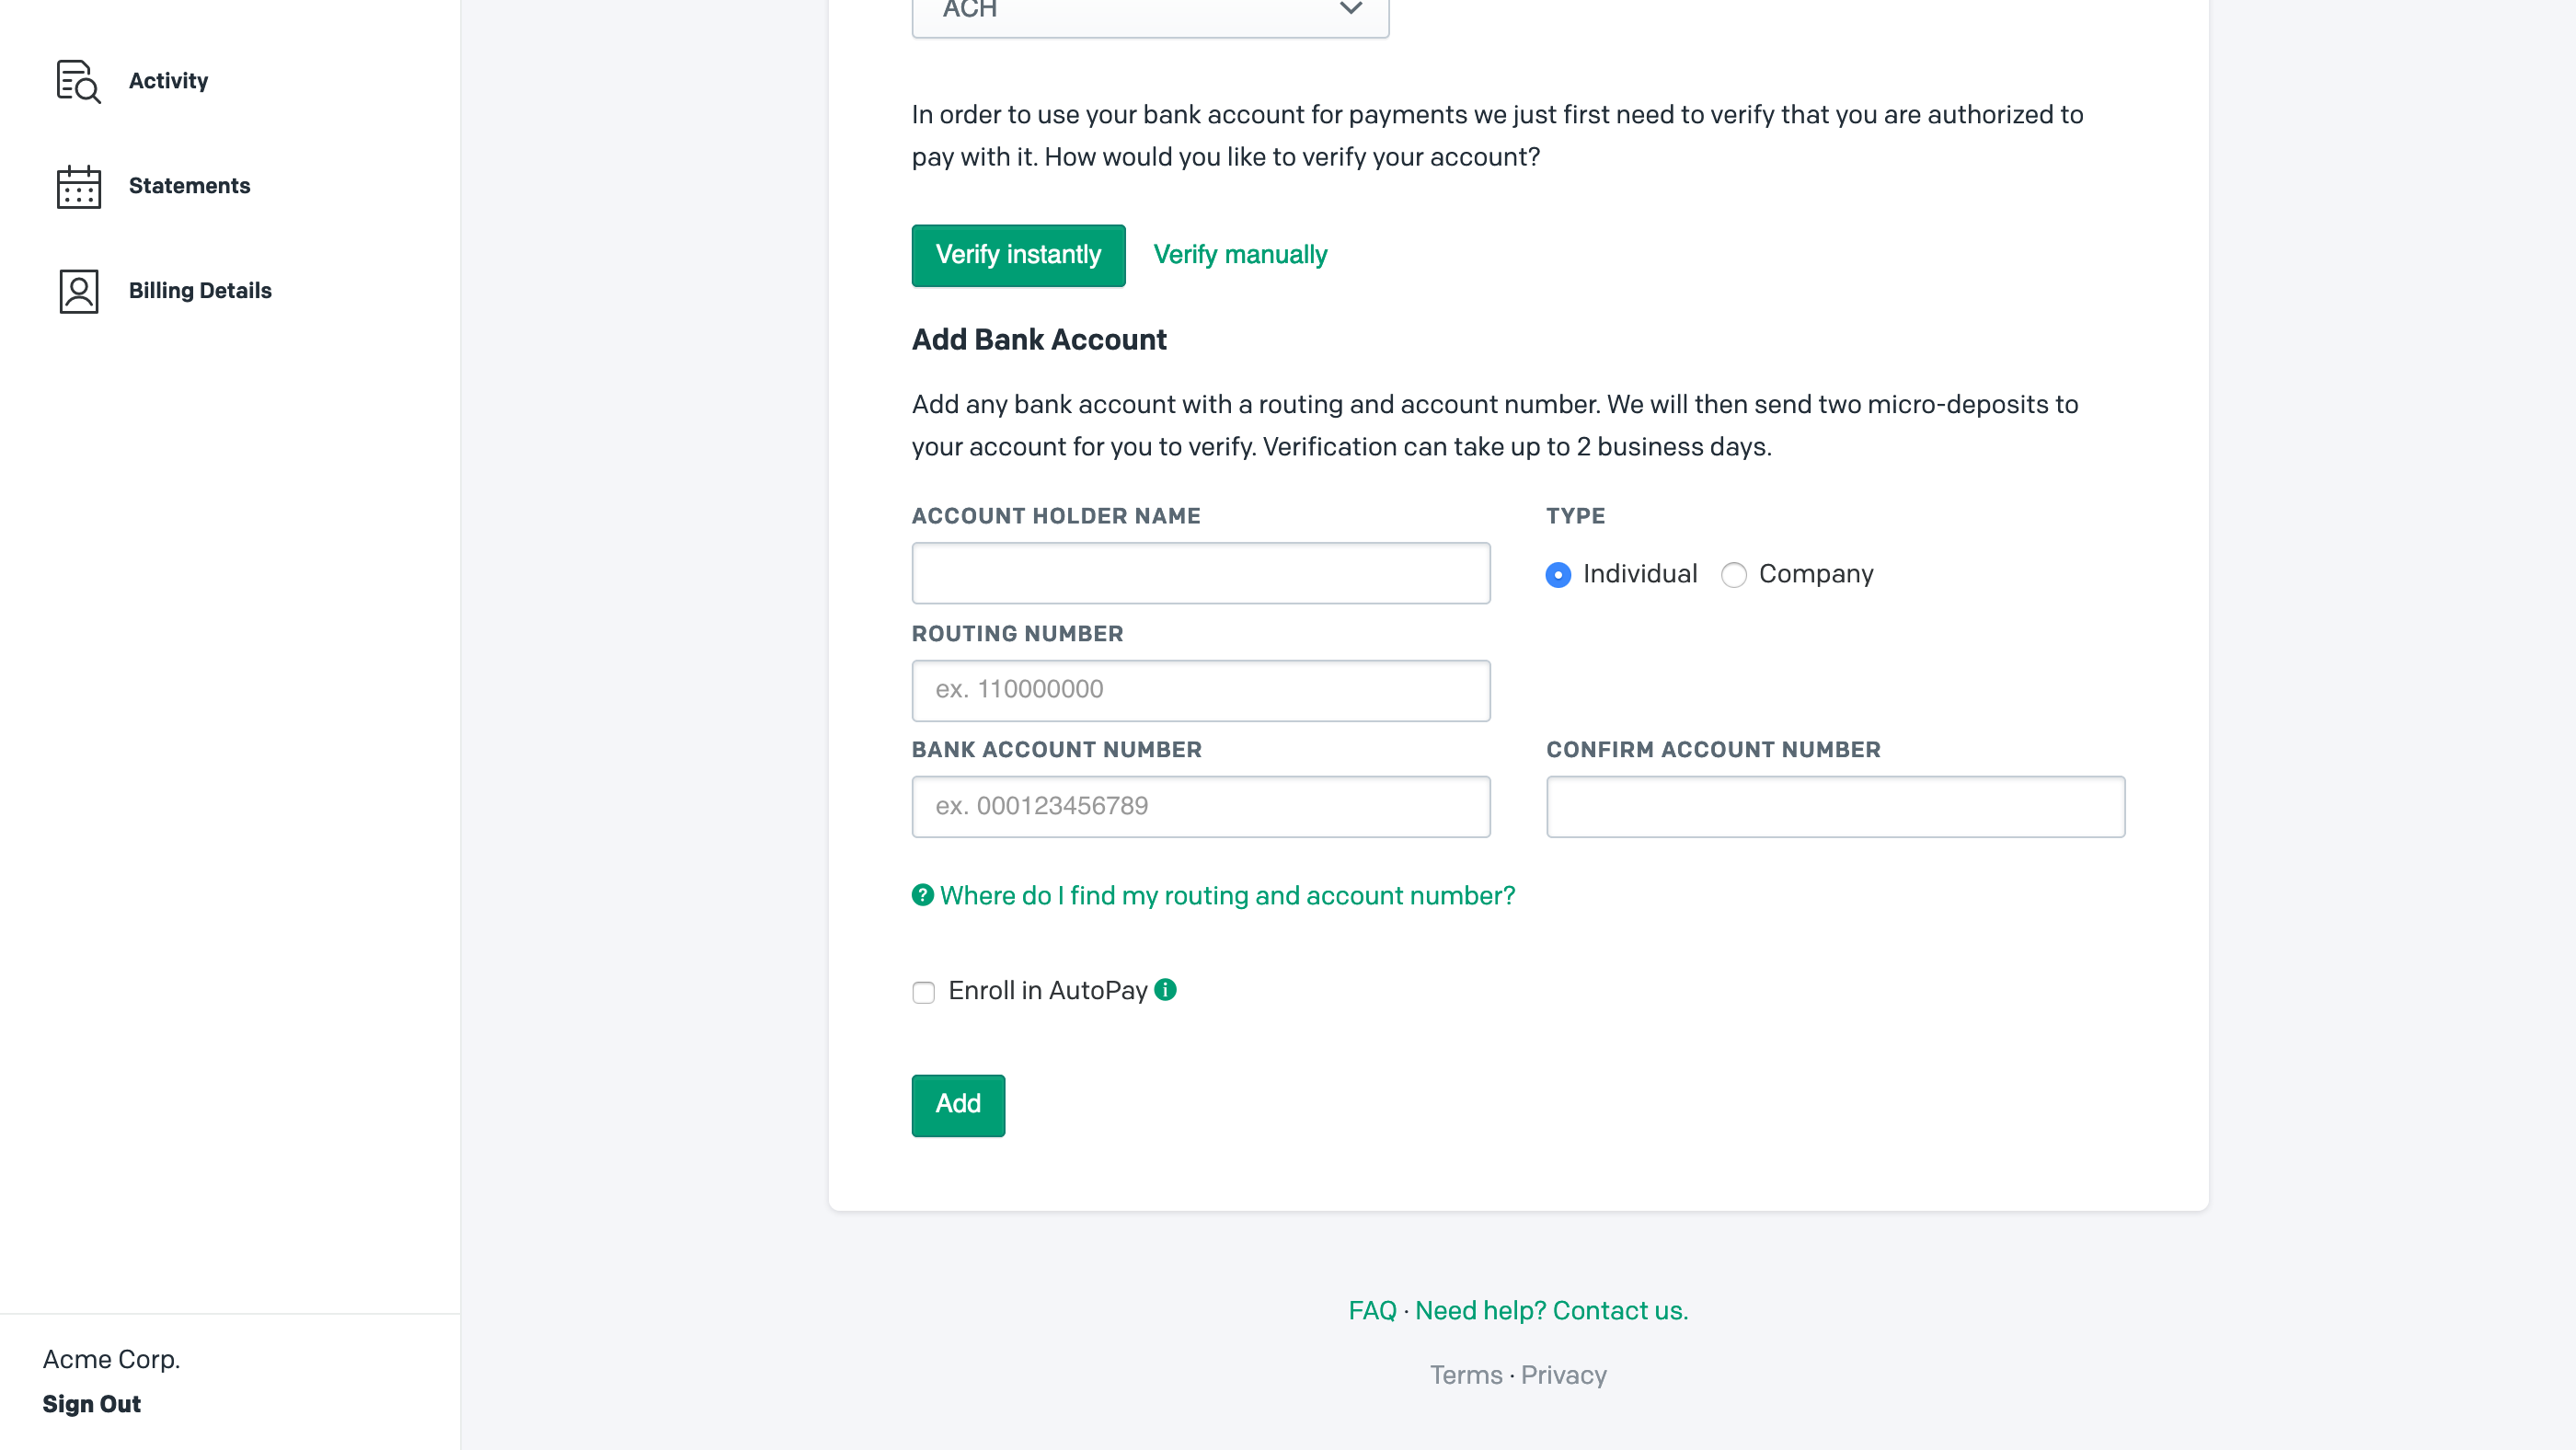 Activity
Statements
Billing Details
ACH
In order to use your bank account for payments we just first need to verify that you are authorized to
pay with it. How would you like to verify your account?
Verify instantly
Verify manually
Add Bank Account
Add any bank account with a routing and account number. We will then send two micro-deposits to
your account for you to verify. Verification can take up to 2 business days.
ACCOUNT HOLDER NAME
TYPE
Individual
Company
ROUTING NUMBER
ex. 110000000
BANK ACCOUNT NUMBER
CONFIRM ACCOUNT NUMBER
ex. 000123456789
Where do I find my routing and account number?
Enroll in AutoPay
Add
FAQ · Need help? Contact us.
Terms · Privacy
Acme Corp.
Sign Out